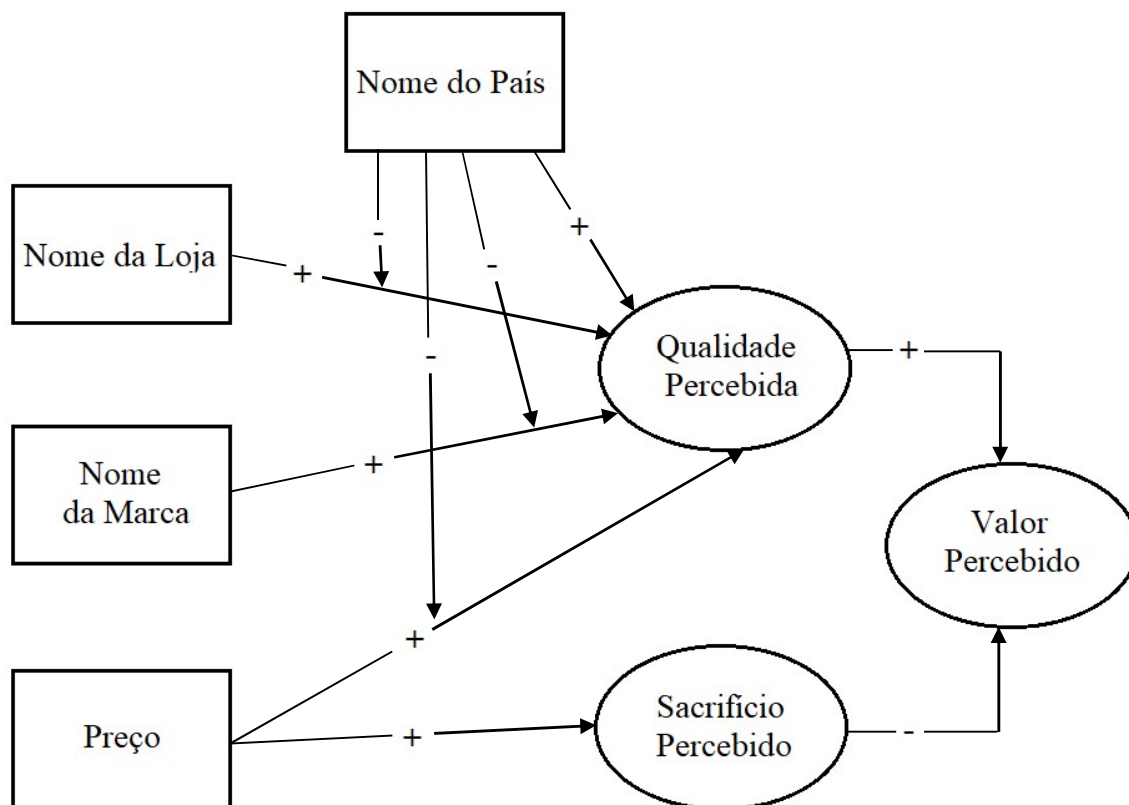 Nome do País
Nome da Loja
-
+
-
+
-
Qualidade
Percebida
+
-
Nome
da Marca
+
Valor
Percebido
+
Preço
+
Sacrifício
Percebido
-